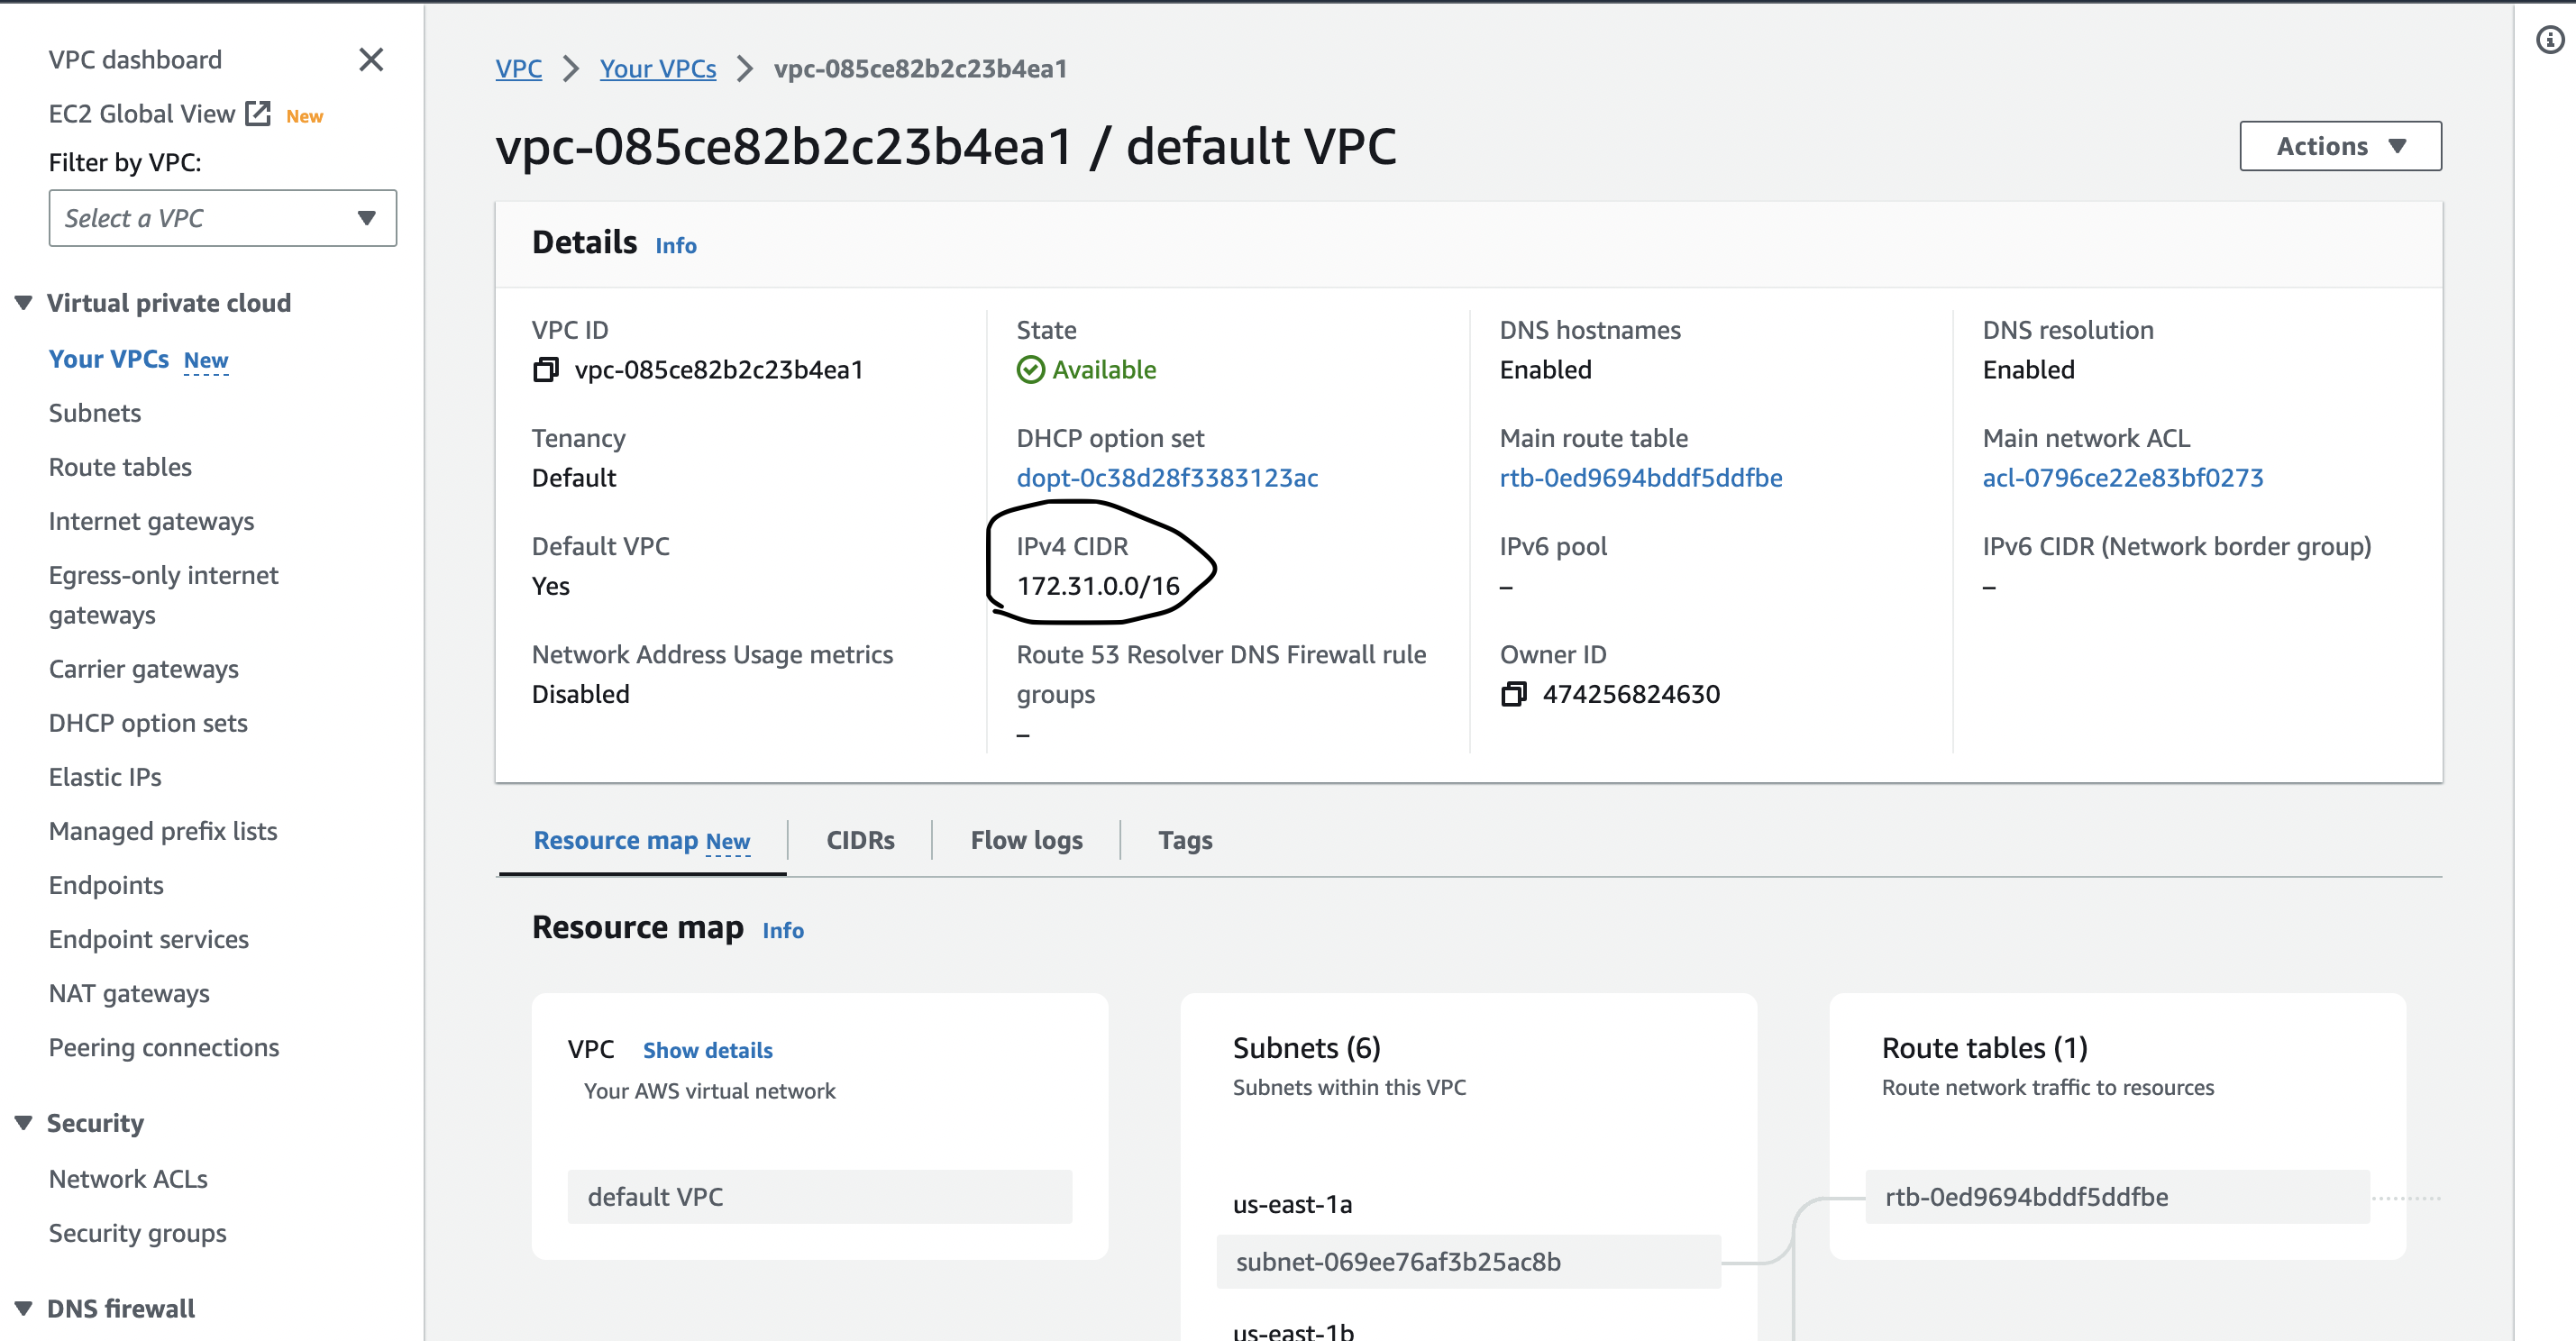 VPC dashboard
EC2 Global View New
Filter by VPC:
Select a VPC
Virtual private cloud
Your VPCs New
Subnets
Route tables
Internet gateways
Egress-only internet
gateways
Carrier gateways
DHCP option sets
Elastic IPs
Managed prefix lists
Endpoints
Endpoint services
NAT gateways
Peering connections
Security
Network ACLs
Security groups
DNS firewall
VPC > Your VPCs > vpc-085ce82b2c23b4ea1
vpc-085ce82b2c23b4ea1 / default VPC
Actions
Details Info
VPC ID
vpc-085ce82b2c23b4ea1
State
Available
DNS hostnames
Enabled
DNS resolution
Enabled
Tenancy
Default
DHCP option set
dopt-0c38d28f3383123ac
Main route table
rtb-0ed9694bddf5ddfbe
Main network ACL
acl-0796ce22e83bf0273
Default VPC
Yes
IPv4 CIDR
172.31.0.0/16
IPv6 pool
–
IPv6 CIDR (Network border group)
–
Network Address Usage metrics
Disabled
Route 53 Resolver DNS Firewall rule
groups
–
Owner ID
474256824630
Resource map New
CIDRs
Flow logs
Tags
Resource map Info
VPC Show details
Your AWS virtual network
default VPC
Subnets (6)
Subnets within this VPC
us-east-1a
subnet-069ee76af3b25ac8b
us-east-1b
Route tables (1)
Route network traffic to resources
rtb-0ed9694bddf5ddfbe